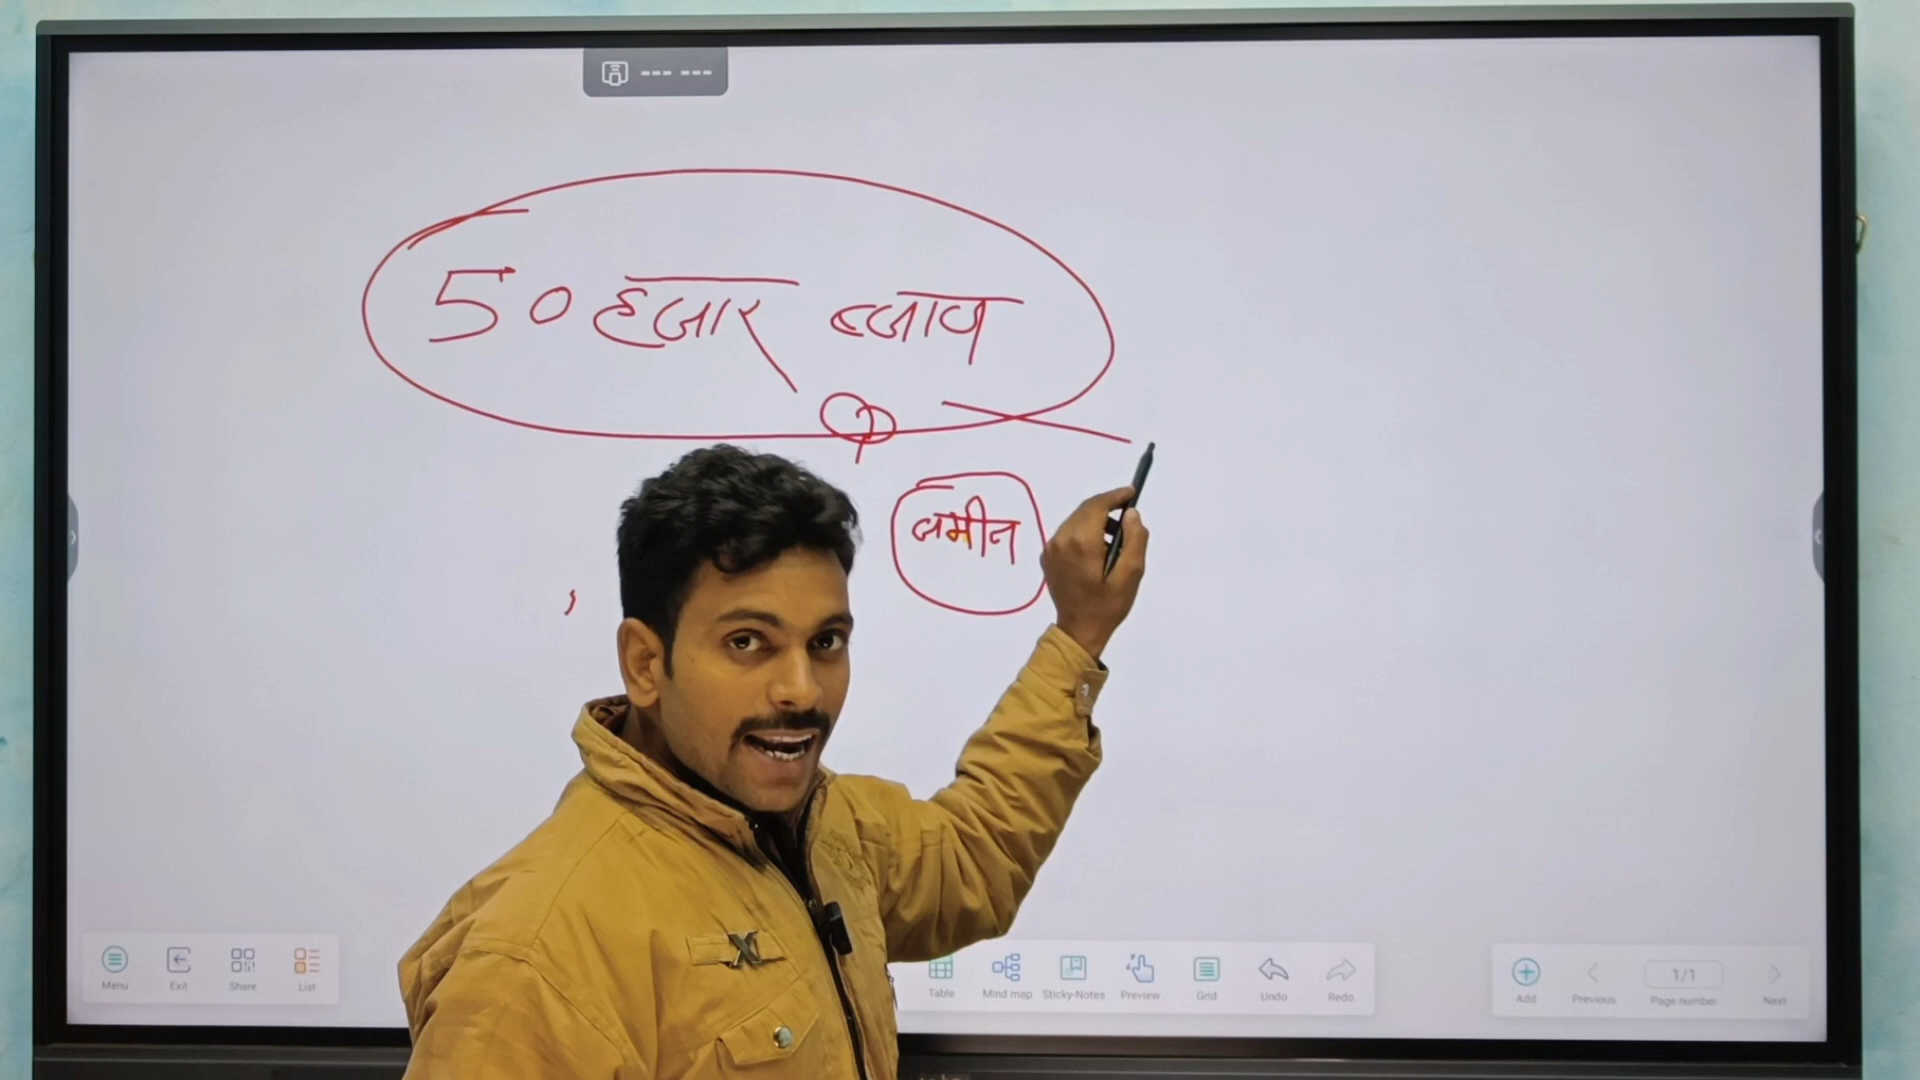 50 हजार ब्जाज
जमीन
Menu Exit Share List Table Mind map Sticky-Notes Preview Grid Undo Redo Add Previous 1/1 Page number Next